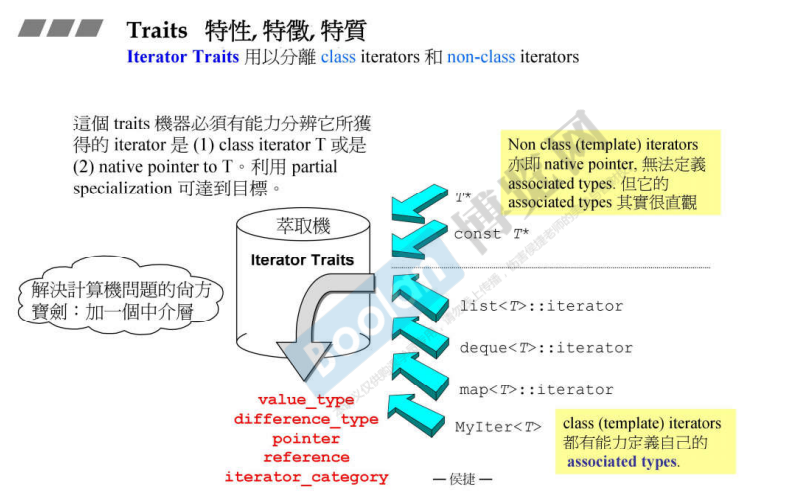 Traits 特性, 特徵, 特質
Iterator Traits 用以分離 class iterators 和 non-class iterators
這個 traits 機器必須有能力分辨它所獲
得的 iterator 是 (1) class iterator T 或是
(2) native pointer to T。利用 partial
specialization 可達到目標。
Non class (template) iterators
亦即 native pointer, 無法定義
associated types. 但它的
associated types 其實很直觀
T*
const T*
萃取機
Iterator Traits
解決計算機問題的尚方
寶劍：加一個中介層
list<T>::iterator
deque<T>::iterator
map<T>::iterator
MyIter<T>
value_type
difference_type
pointer
reference
iterator_category
class (template) iterators
都有能力定義自己的
associated types.
— 侯捷 —
Boolan 博览网